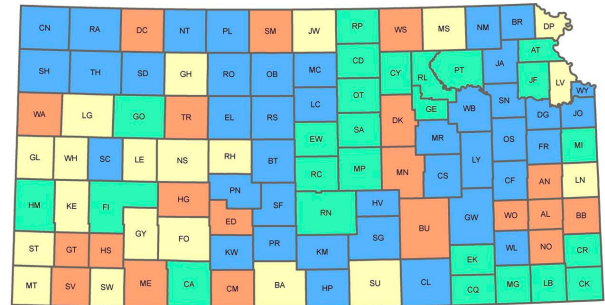 CN RA DC NT PL SM JW RP WS MS NM BR DP
AT
SH TH SD GH RO OB MC CD CY RL PT JA JF LV
WY
WA LG GO TR EL RS LC OT DK GE WB SN DG JO
EW SA MR OS FR MI
GL WH SC LE NS RH BT RC MP MN CS LY CF AN LN
HM KE FI HG PN SF RN HV BU GW WO AL BB
ED
ST GT HS GY FO KW PR KM SG EK WL NO CR
MT SV SW ME CA CM BA HP SU CL CQ MG LB CK